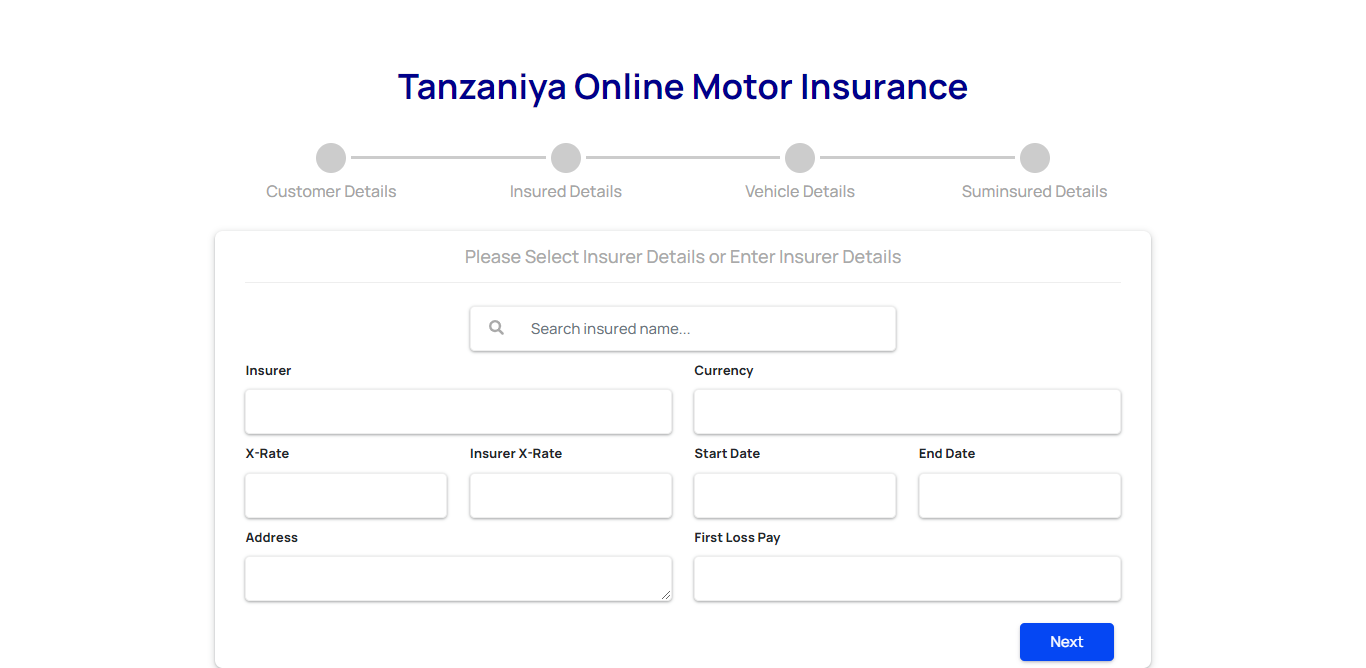 Tanzaniya Online Motor Insurance
Customer Details Insured Details Vehicle Details Suminsured Details
Please Select Insurer Details or Enter Insurer Details
Search insured name...
Insurer Currency
X-Rate Insurer X-Rate Start Date End Date
Address First Loss Pay
Next